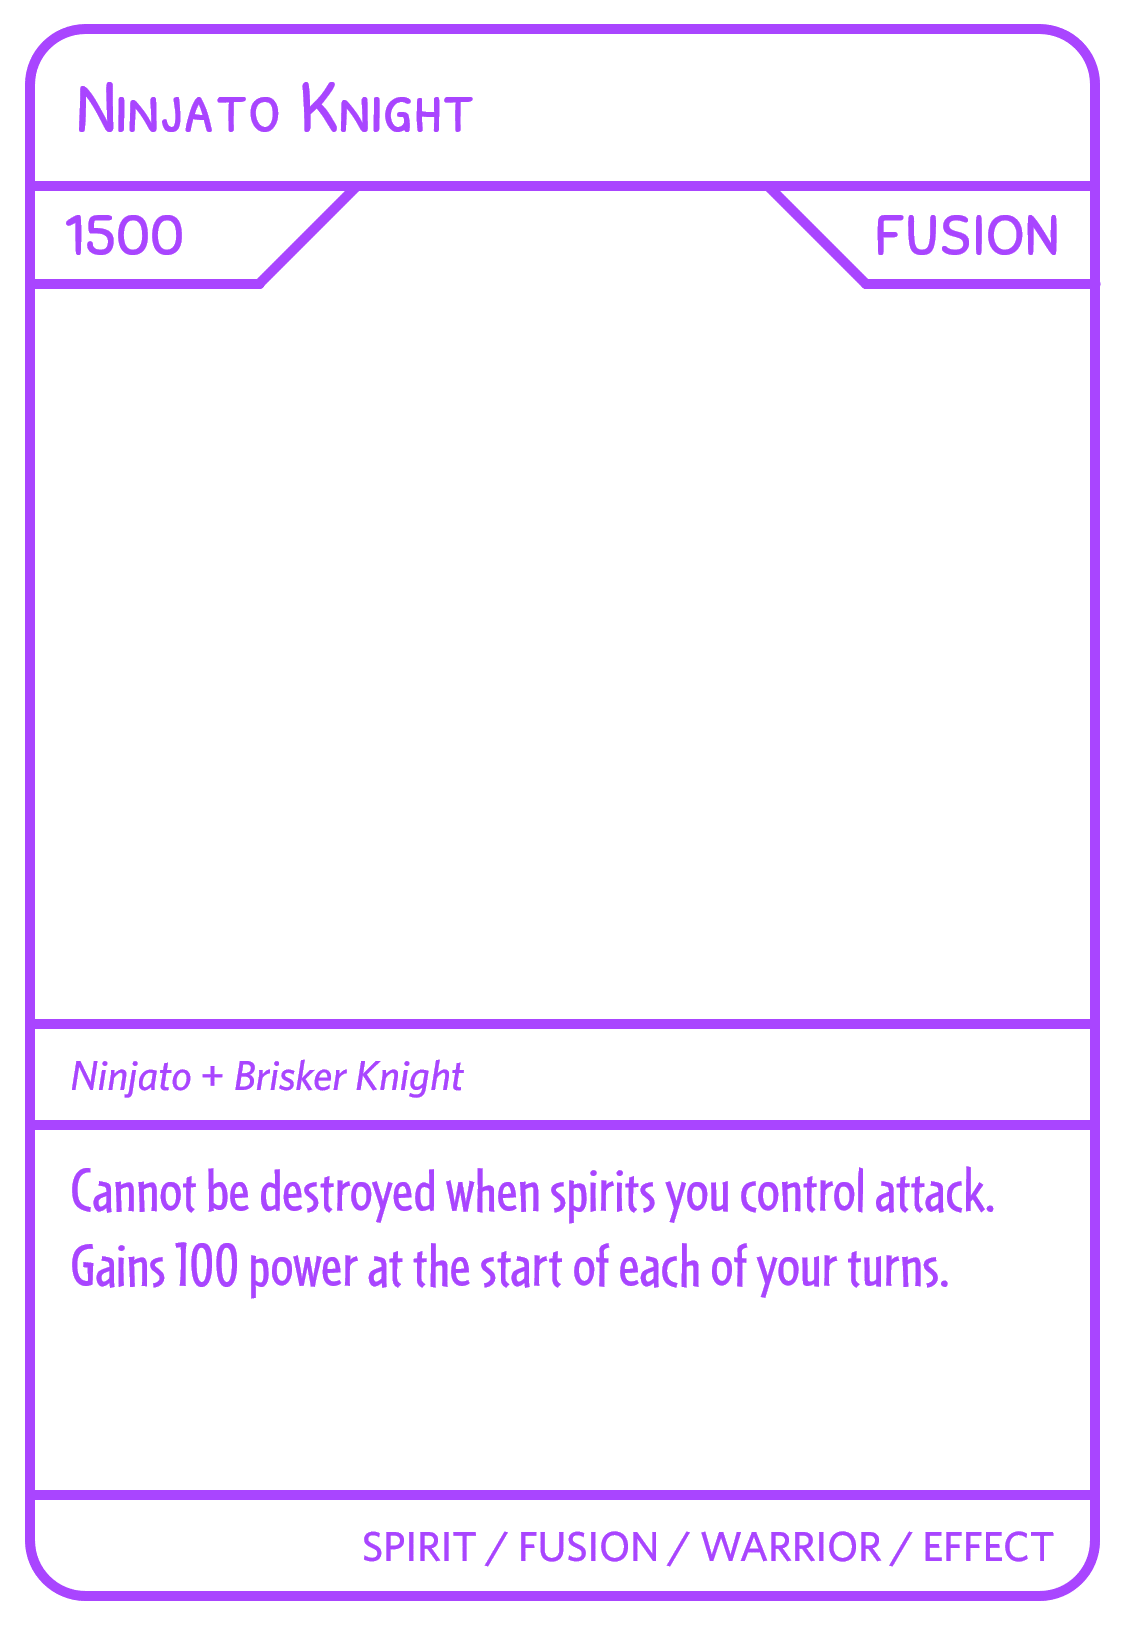 Ninjato Knight
1500
FUSION
Ninjato + Brisker Knight
Cannot be destroyed when spirits you control attack.
Gains 100 power at the start of each of your turns.
SPIRIT / FUSION / WARRIOR / EFFECT